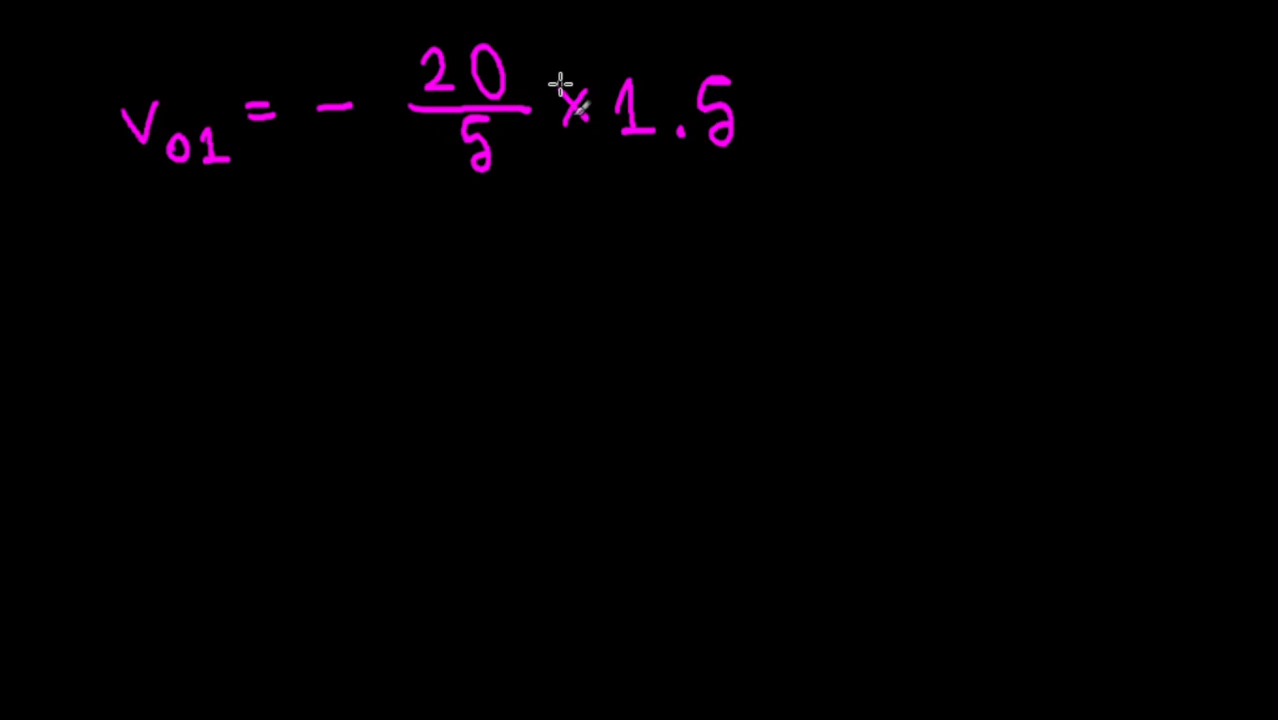 v₀₁ = - 20/5 × 1.5